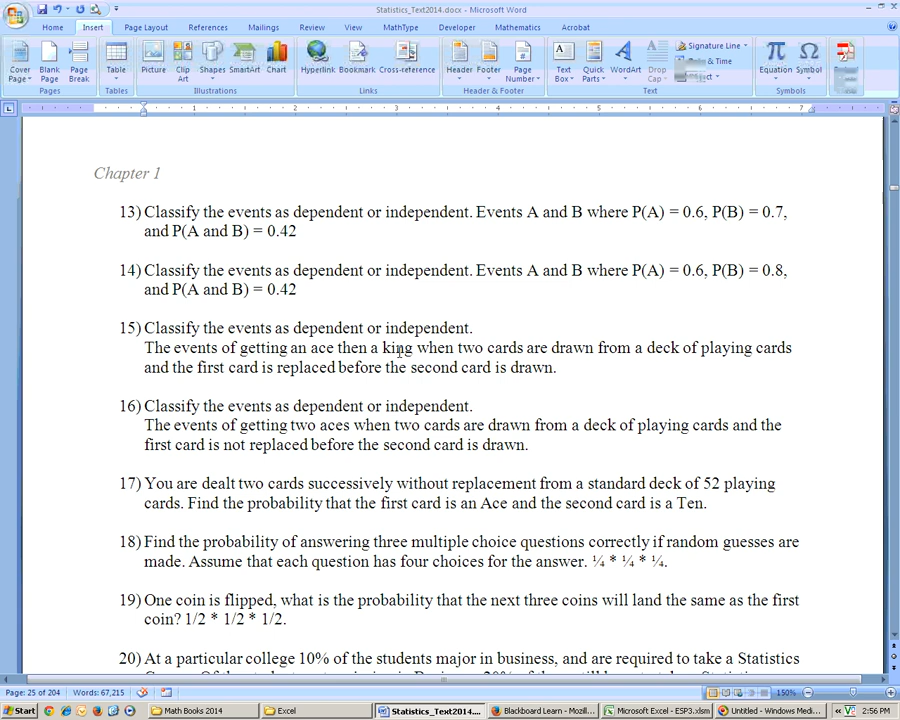 Statistics_Text2014.docx - Microsoft Word
Home Insert Page Layout References Mailings Review View MathType Developer Mathematics Acrobat
Cover Page Blank Page Page Break Table Picture Clip Art Shapes SmartArt Chart Hyperlink Bookmark Cross-reference Header Footer Page Number Text Box Quick Parts WordArt Drop Cap Signature Line & Time Equation Symbol
Pages Tables Illustrations Links Header & Footer Text Symbols
1 2 3 4 5 6 7
Chapter 1
13) Classify the events as dependent or independent. Events A and B where P(A) = 0.6, P(B) = 0.7,
and P(A and B) = 0.42
14) Classify the events as dependent or independent. Events A and B where P(A) = 0.6, P(B) = 0.8,
and P(A and B) = 0.42
15) Classify the events as dependent or independent.
The events of getting an ace then a king when two cards are drawn from a deck of playing cards
and the first card is replaced before the second card is drawn.
16) Classify the events as dependent or independent.
The events of getting two aces when two cards are drawn from a deck of playing cards and the
first card is not replaced before the second card is drawn.
17) You are dealt two cards successively without replacement from a standard deck of 52 playing
cards. Find the probability that the first card is an Ace and the second card is a Ten.
18) Find the probability of answering three multiple choice questions correctly if random guesses are
made. Assume that each question has four choices for the answer. ¼ * ¼ * ¼.
19) One coin is flipped, what is the probability that the next three coins will land the same as the first
coin? 1/2 * 1/2 * 1/2.
20) At a particular college 10% of the students major in business, and are required to take a Statistics
Page: 25 of 204 Words: 67,215 150%
Start Math Books 2014 Excel Statistics_Text2014.... Blackboard Learn - Mozil... Microsoft Excel - ESP3.xlsm Untitled - Windows Medi... 2:56 PM